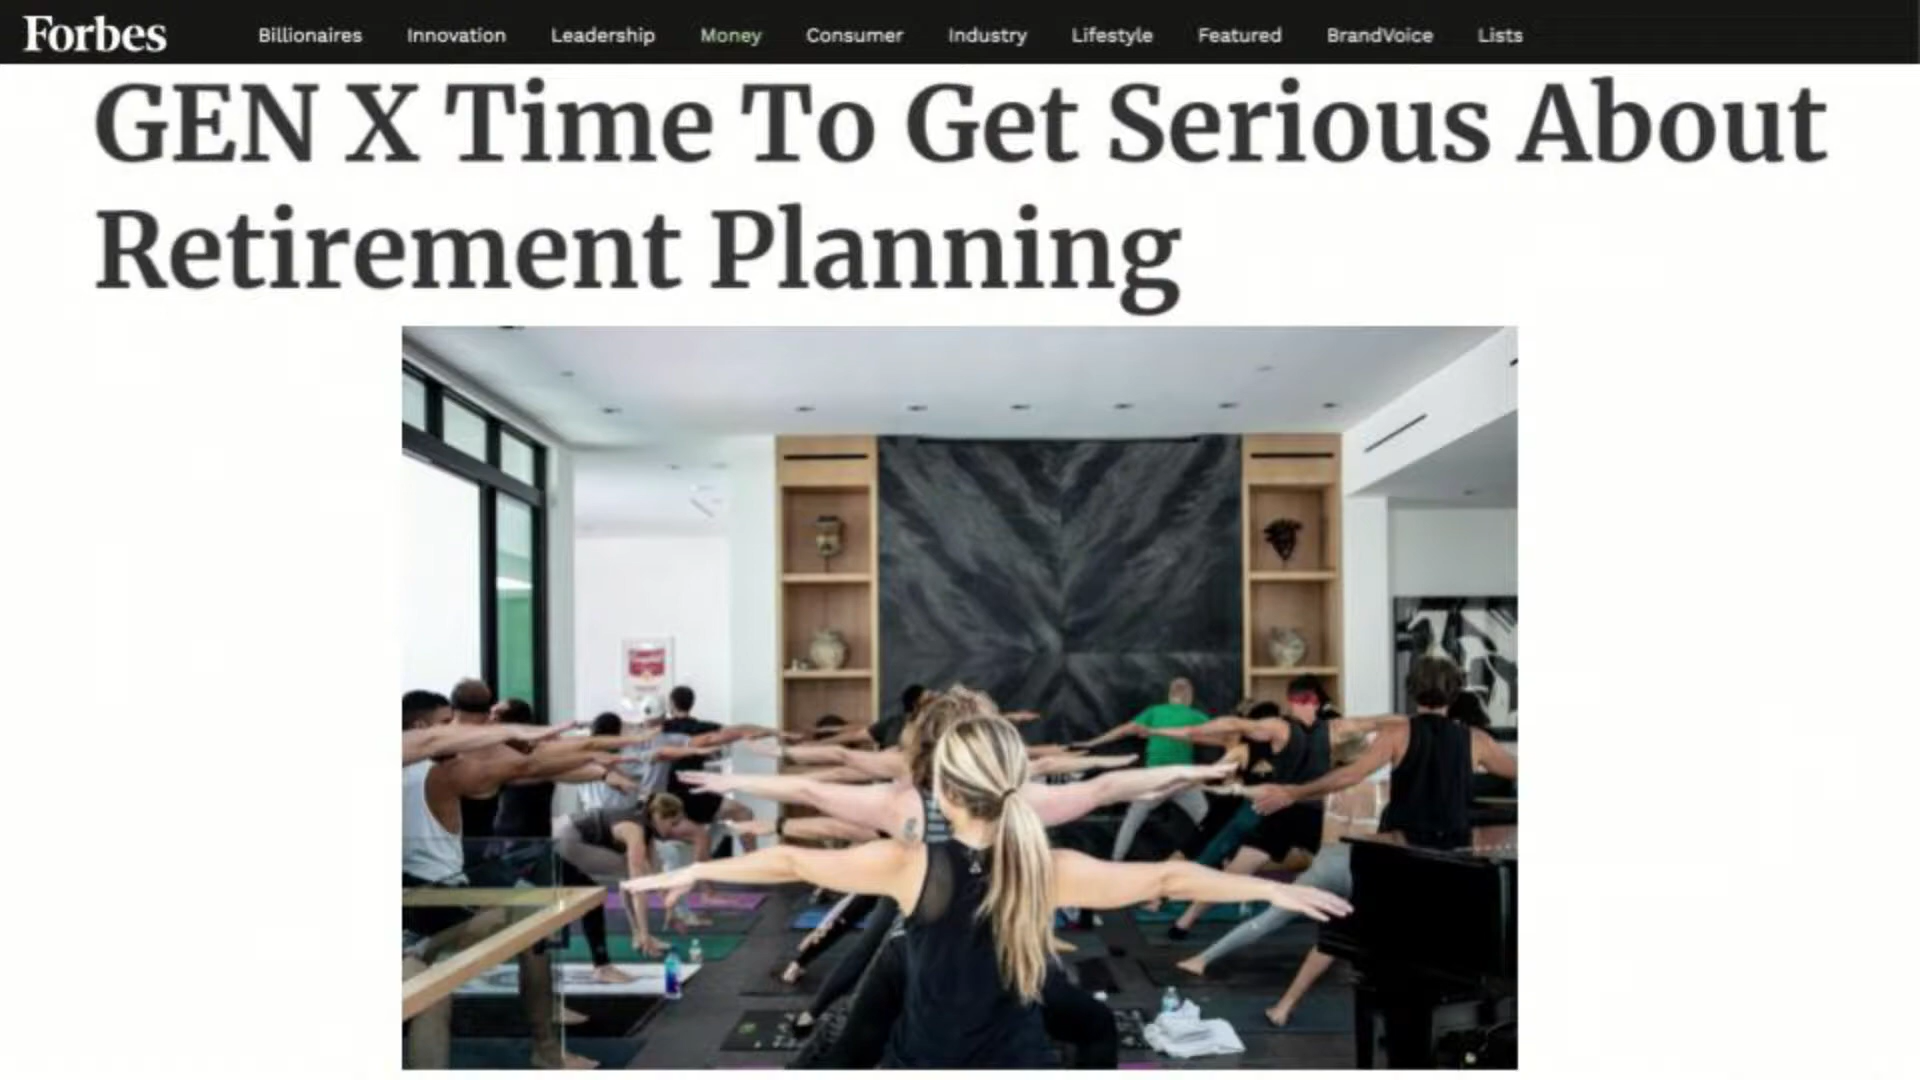 Forbes
Billionaires Innovation Leadership Money Consumer Industry Lifestyle Featured BrandVoice Lists
GEN X Time To Get Serious About
Retirement Planning